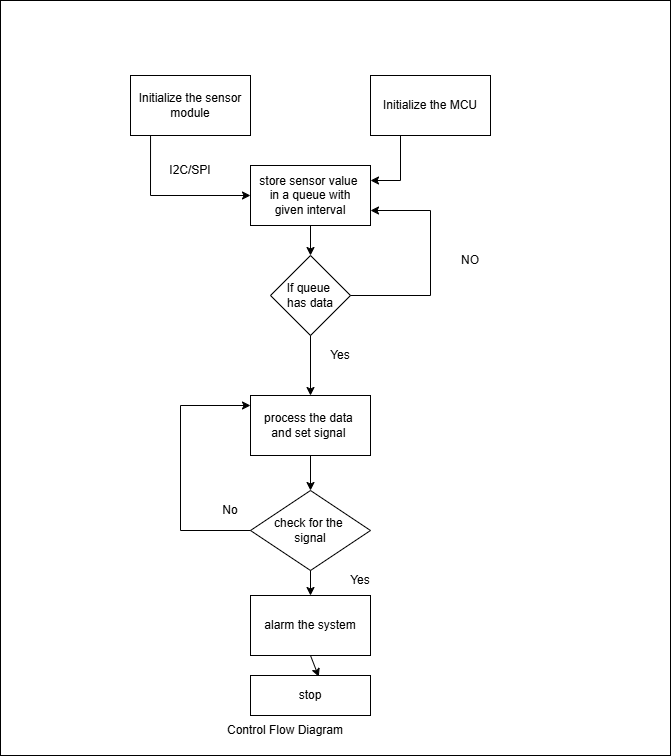 Initialize the sensor
module
Initialize the MCU
I2C/SPI
store sensor value
in a queue with
given interval
NO
If queue
has data
Yes
process the data
and set signal
No
check for the
signal
Yes
alarm the system
stop
Control Flow Diagram